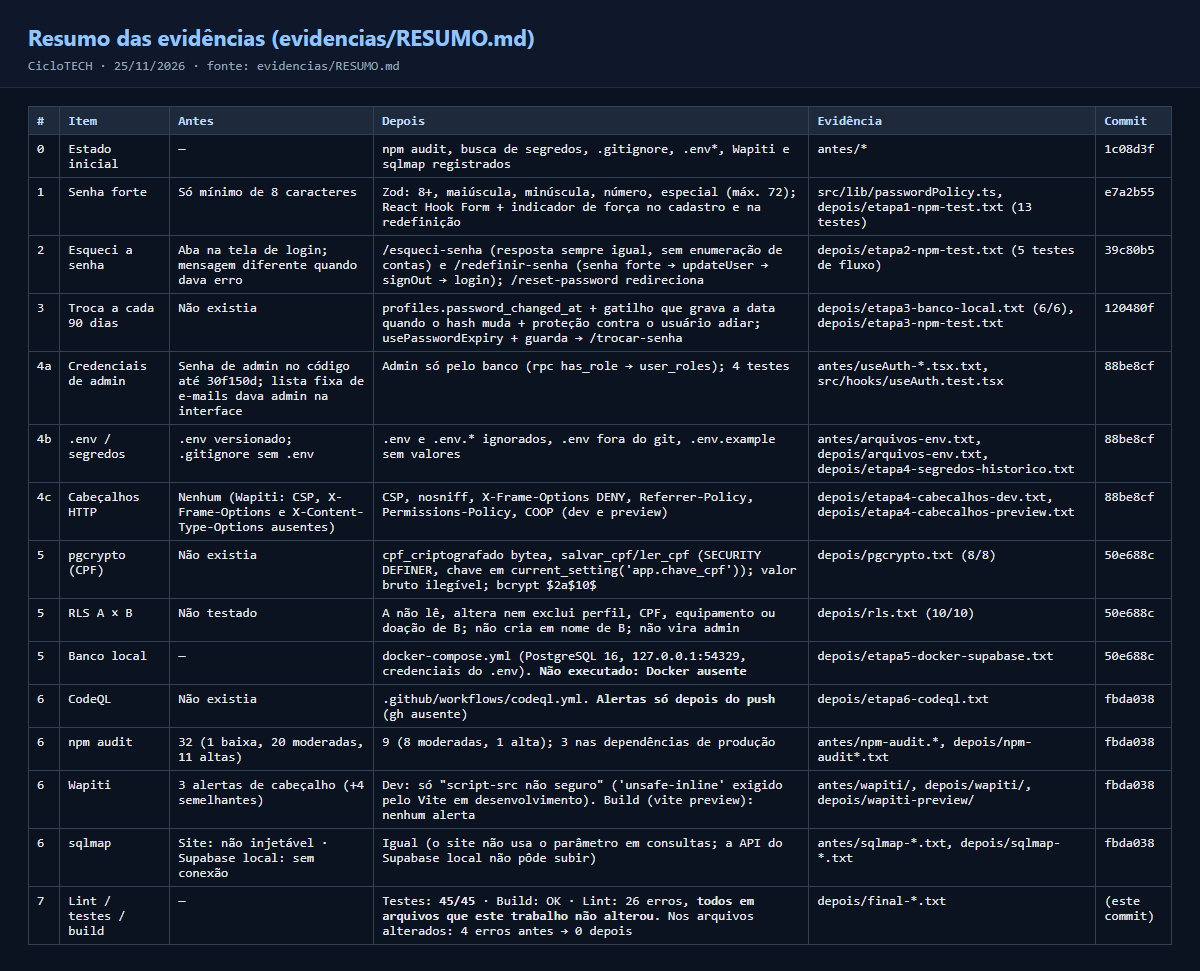 Resumo das evidências (evidencias/RESUMO.md)
CicloTECH · 25/11/2026 · fonte: evidencias/RESUMO.md
# Item Antes Depois Evidência Commit
0 Estado — npm audit, busca de segredos, .gitignore, .env*, Wapiti e antes/* 1c08d3f
inicial sqlmap registrados
1 Senha forte Só mínimo de 8 caracteres Zod: 8+, maiúscula, minúscula, número, especial (máx. 72); src/lib/passwordPolicy.ts, e7a2b55
React Hook Form + indicador de força no cadastro e na depois/etapa1-npm-test.txt (13
redefinição testes)
2 Esqueci a Aba na tela de login; /esqueci-senha (resposta sempre igual, sem enumeração de depois/etapa2-npm-test.txt (5 testes 39c80b5
senha mensagem diferente quando contas) e /redefinir-senha (senha forte → updateUser → de fluxo)
dava erro signOut → login); /reset-password redireciona
3 Troca a cada Não existia profiles.password_changed_at + gatilho que grava a data depois/etapa3-banco-local.txt (6/6), 120480f
90 dias quando o hash muda + proteção contra o usuário adiar; depois/etapa3-npm-test.txt
usePasswordExpiry + guarda → /trocar-senha
4a Credenciais Senha de admin no código Admin só pelo banco (rpc has_role → user_roles); 4 testes antes/useAuth-*.tsx.txt, 88be8cf
de admin até 30f150d; lista fixa de src/hooks/useAuth.test.tsx
e-mails dava admin na
interface
4b .env / .env versionado; .env e .env.* ignorados, .env fora do git, .env.example antes/arquivos-env.txt, 88be8cf
segredos .gitignore sem .env sem valores depois/arquivos-env.txt,
depois/etapa4-segredos-historico.txt
4c Cabeçalhos Nenhum (Wapiti: CSP, X- CSP, nosniff, X-Frame-Options DENY, Referrer-Policy, depois/etapa4-cabecalhos-dev.txt, 88be8cf
HTTP Frame-Options e X-Content- Permissions-Policy, COOP (dev e preview) depois/etapa4-cabecalhos-preview.txt
Type-Options ausentes)
5 pgcrypto Não existia cpf_criptografado bytea, salvar_cpf/ler_cpf (SECURITY depois/pgcrypto.txt (8/8) 50e688c
(CPF) DEFINER, chave em current_setting('app.chave_cpf')); valor
bruto ilegível; bcrypt $2a$10$
5 RLS A × B Não testado A não lê, altera nem exclui perfil, CPF, equipamento ou depois/rls.txt (10/10) 50e688c
doação de B; não cria em nome de B; não vira admin
5 Banco local — docker-compose.yml (PostgreSQL 16, 127.0.0.1:54329, depois/etapa5-docker-supabase.txt 50e688c
credenciais do .env). Não executado: Docker ausente
6 CodeQL Não existia .github/workflows/codeql.yml. Alertas só depois do push depois/etapa6-codeql.txt fbda038
(gh ausente)
6 npm audit 32 (1 baixa, 20 moderadas, 9 (8 moderadas, 1 alta); 3 nas dependências de produção antes/npm-audit.*, depois/npm- fbda038
11 altas) audit*.txt
6 Wapiti 3 alertas de cabeçalho (+4 Dev: só "script-src não seguro" ('unsafe-inline' exigido antes/wapiti/, depois/wapiti/, fbda038
semelhantes) pelo Vite em desenvolvimento). Build (vite preview): depois/wapiti-preview/
nenhum alerta
6 sqlmap Site: não injetável · Igual (o site não usa o parâmetro em consultas; a API do antes/sqlmap-*.txt, depois/sqlmap- fbda038
Supabase local: sem Supabase local não pôde subir) *.txt
conexão
7 Lint / — Testes: 45/45 · Build: OK · Lint: 26 erros, todos em depois/final-*.txt (este
testes / arquivos que este trabalho não alterou. Nos arquivos commit)
build alterados: 4 erros antes → 0 depois